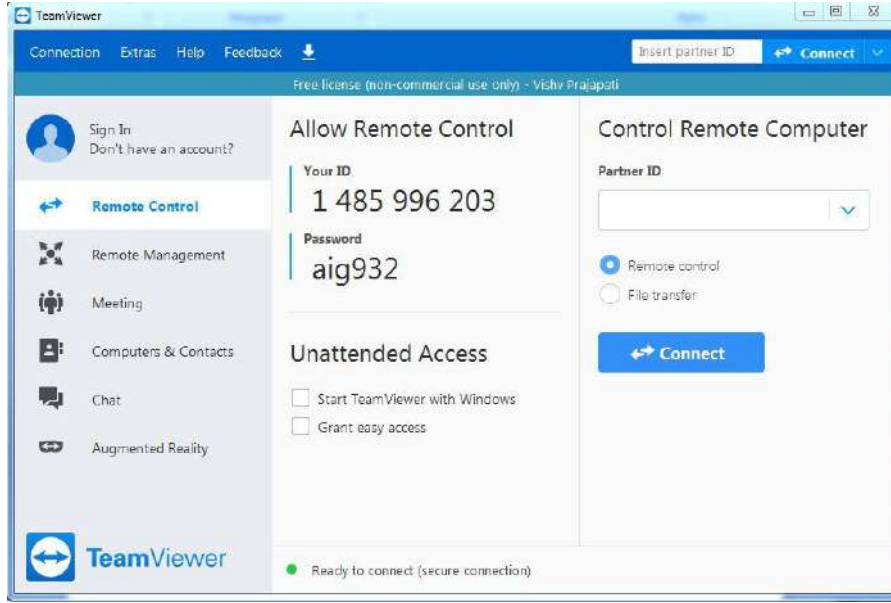 TeamViewer
Connection Extras Help Feedback
Insert partner ID
Connect
Free license (non-commercial use only) - Vishv Prajapati
Sign In
Don't have an account?
Remote Control
Remote Management
Meeting
Computers & Contacts
Chat
Augmented Reality
TeamViewer
Allow Remote Control
Your ID
1 485 996 203
Password
aig932
Unattended Access
Start TeamViewer with Windows
Grant easy access
Control Remote Computer
Partner ID
Remote control
File transfer
Connect
Ready to connect (secure connection)